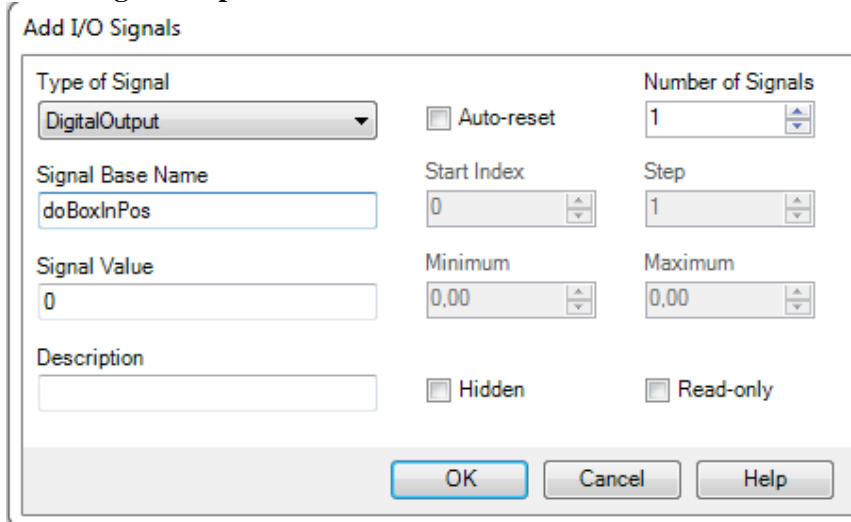 Add I/O Signals
Type of Signal
Number of Signals
DigitalOutput
Auto-reset
1
Signal Base Name
Start Index
Step
doBoxInPos
0
1
Signal Value
Minimum
Maximum
0
0,00
0,00
Description
Hidden
Read-only
OK
Cancel
Help